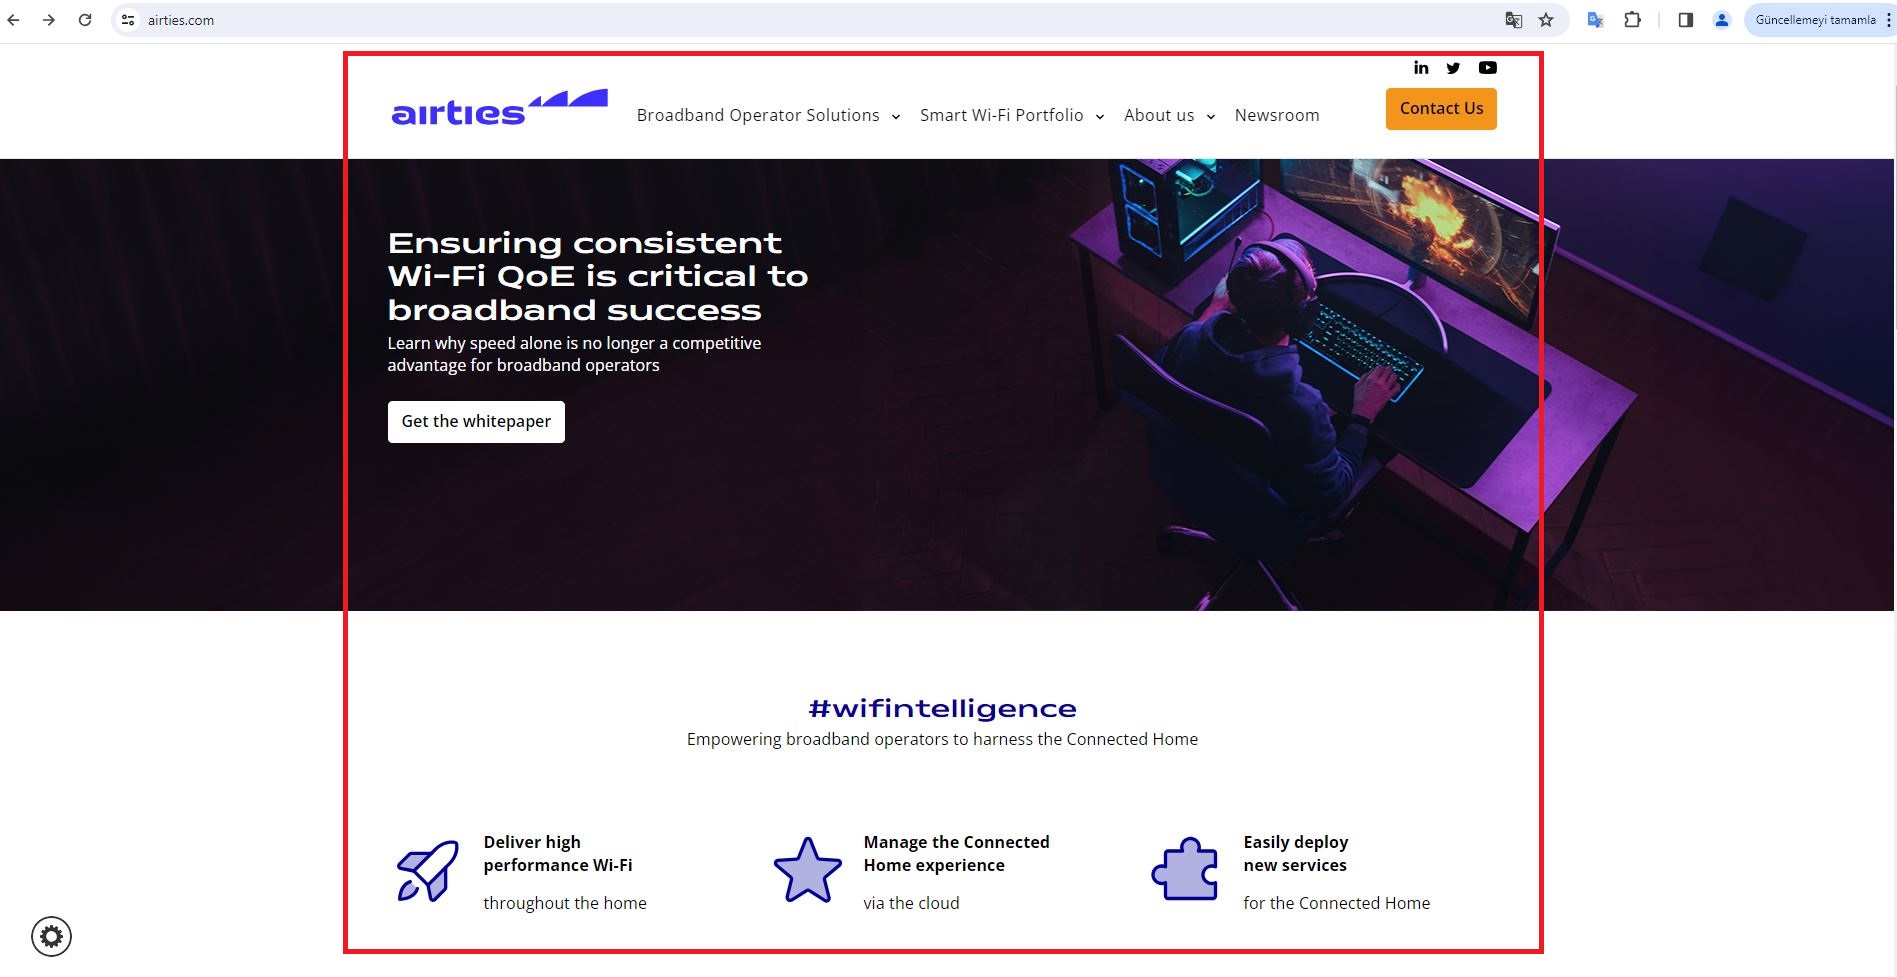 airties.com
Güncellemeyi tamamla
in
airties
Broadband Operator Solutions
Smart Wi-Fi Portfolio
About us
Newsroom
Contact Us
Ensuring consistent
Wi-Fi QoE is critical to
broadband success
Learn why speed alone is no longer a competitive
advantage for broadband operators
Get the whitepaper
#wifintelligence
Empowering broadband operators to harness the Connected Home
Deliver high
performance Wi-Fi
throughout the home
Manage the Connected
Home experience
via the cloud
Easily deploy
new services
for the Connected Home